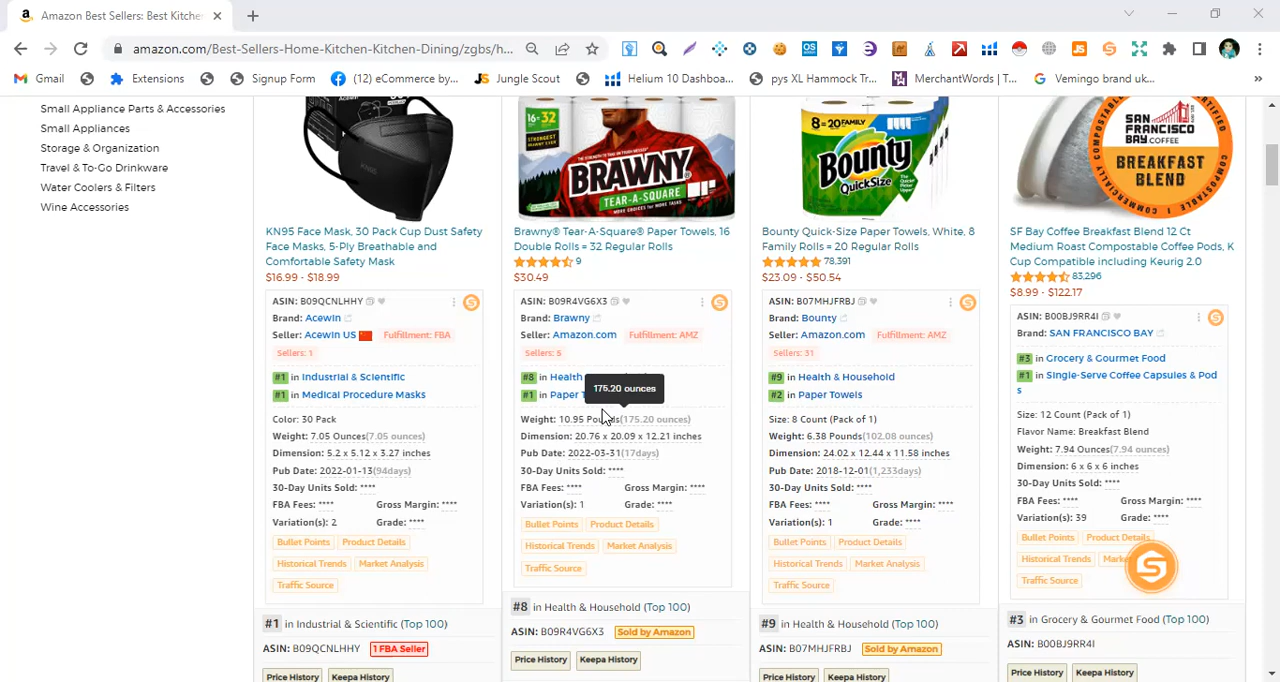 Amazon Best Sellers: Best Kitchen
amazon.com/Best-Sellers-Home-Kitchen-Kitchen-Dining/zgbs/h...
Gmail
Extensions
Signup Form
(12) eCommerce by...
Jungle Scout
Helium 10 Dashboa...
pys XL Hammock Tr...
MerchantWords | T...
Vemingo brand uk...
Small Appliance Parts & Accessories
Small Appliances
Storage & Organization
Travel & To-Go Drinkware
Water Coolers & Filters
Wine Accessories
KN95 Face Mask, 30 Pack Cup Dust Safety
Face Masks, 5-Ply Breathable and
Comfortable Safety Mask
$16.99 - $18.99
ASIN: B09QCNLHHY
Brand: Acewin
Seller: Acewin US
Fulfillment: FBA
Sellers: 1
#1 in Industrial & Scientific
#1 in Medical Procedure Masks
Color: 30 Pack
Weight: 7.05 Ounces(7.05 ounces)
Dimension: 5.2 x 5.12 x 3.27 inches
Pub Date: 2022-01-13(94days)
30-Day Units Sold: ****
FBA Fees: **** Gross Margin: ****
Variation(s): 2 Grade: ****
Bullet Points Product Details
Historical Trends Market Analysis
Traffic Source
#1 in Industrial & Scientific (Top 100)
ASIN: B09QCNLHHY 1 FBA Seller
Price History Keepa History
16=32
STRONGEST
BRAWNY
TEAR-A-SQUARE
Brawny® Tear-A-Square® Paper Towels, 16
Double Rolls = 32 Regular Rolls
9
$30.49
ASIN: B09R4VG6X3
Brand: Brawny
Seller: Amazon.com
Fulfillment: AMZ
Sellers: 5
#8 in Health
#1 in Paper T
175.20 ounces
Weight: 10.95 Pounds(175.20 ounces)
Dimension: 20.76 x 20.09 x 12.21 inches
Pub Date: 2022-03-31(17days)
30-Day Units Sold: ****
FBA Fees: **** Gross Margin: ****
Variation(s): 1 Grade: ****
Bullet Points Product Details
Historical Trends Market Analysis
Traffic Source
#8 in Health & Household (Top 100)
ASIN: B09R4VG6X3 Sold by Amazon
Price History Keepa History
8=20 FAMILY
Bounty
QUICK SIZE
Bounty Quick-Size Paper Towels, White, 8
Family Rolls = 20 Regular Rolls
78,391
$23.09 - $50.54
ASIN: B07MHJFRBJ
Brand: Bounty
Seller: Amazon.com
Fulfillment: AMZ
Sellers: 31
#9 in Health & Household
#2 in Paper Towels
Size: 8 Count (Pack of 1)
Weight: 6.38 Pounds(102.08 ounces)
Dimension: 24.02 x 12.44 x 11.58 inches
Pub Date: 2018-12-01(1,233days)
30-Day Units Sold: ****
FBA Fees: **** Gross Margin: ****
Variation(s): 1 Grade: ****
Bullet Points Product Details
Historical Trends Market Analysis
Traffic Source
#9 in Health & Household (Top 100)
ASIN: B07MHJFRBJ Sold by Amazon
Price History Keepa History
SAN
FRANCISCO
BAY.COFFEE
BREAKFAST
BLEND
SF Bay Coffee Breakfast Blend 12 Ct
Medium Roast Compostable Coffee Pods, K
Cup Compatible including Keurig 2.0
83,296
$8.99 - $122.17
ASIN: B00BJ9RR4I
Brand: SAN FRANCISCO BAY
#3 in Grocery & Gourmet Food
#1 in Single-Serve Coffee Capsules & Pod
s
Size: 12 Count (Pack of 1)
Flavor Name: Breakfast Blend
Weight: 7.94 Ounces(7.94 ounces)
Dimension: 6 x 6 x 6 inches
30-Day Units Sold: ****
FBA Fees: **** Gross Margin: ****
Variation(s): 39 Grade: ****
Bullet Points Product Details
Historical Trends
Traffic Source
#3 in Grocery & Gourmet Food (Top 100)
ASIN: B00BJ9RR4I
Price History Keepa History